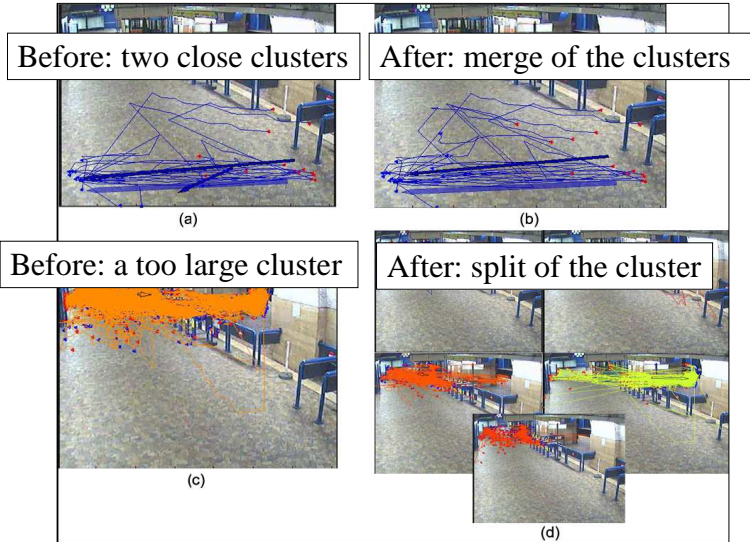 Before: two close clusters
After: merge of the clusters
(a)
(b)
Before: a too large cluster
After: split of the cluster
(c)
(d)